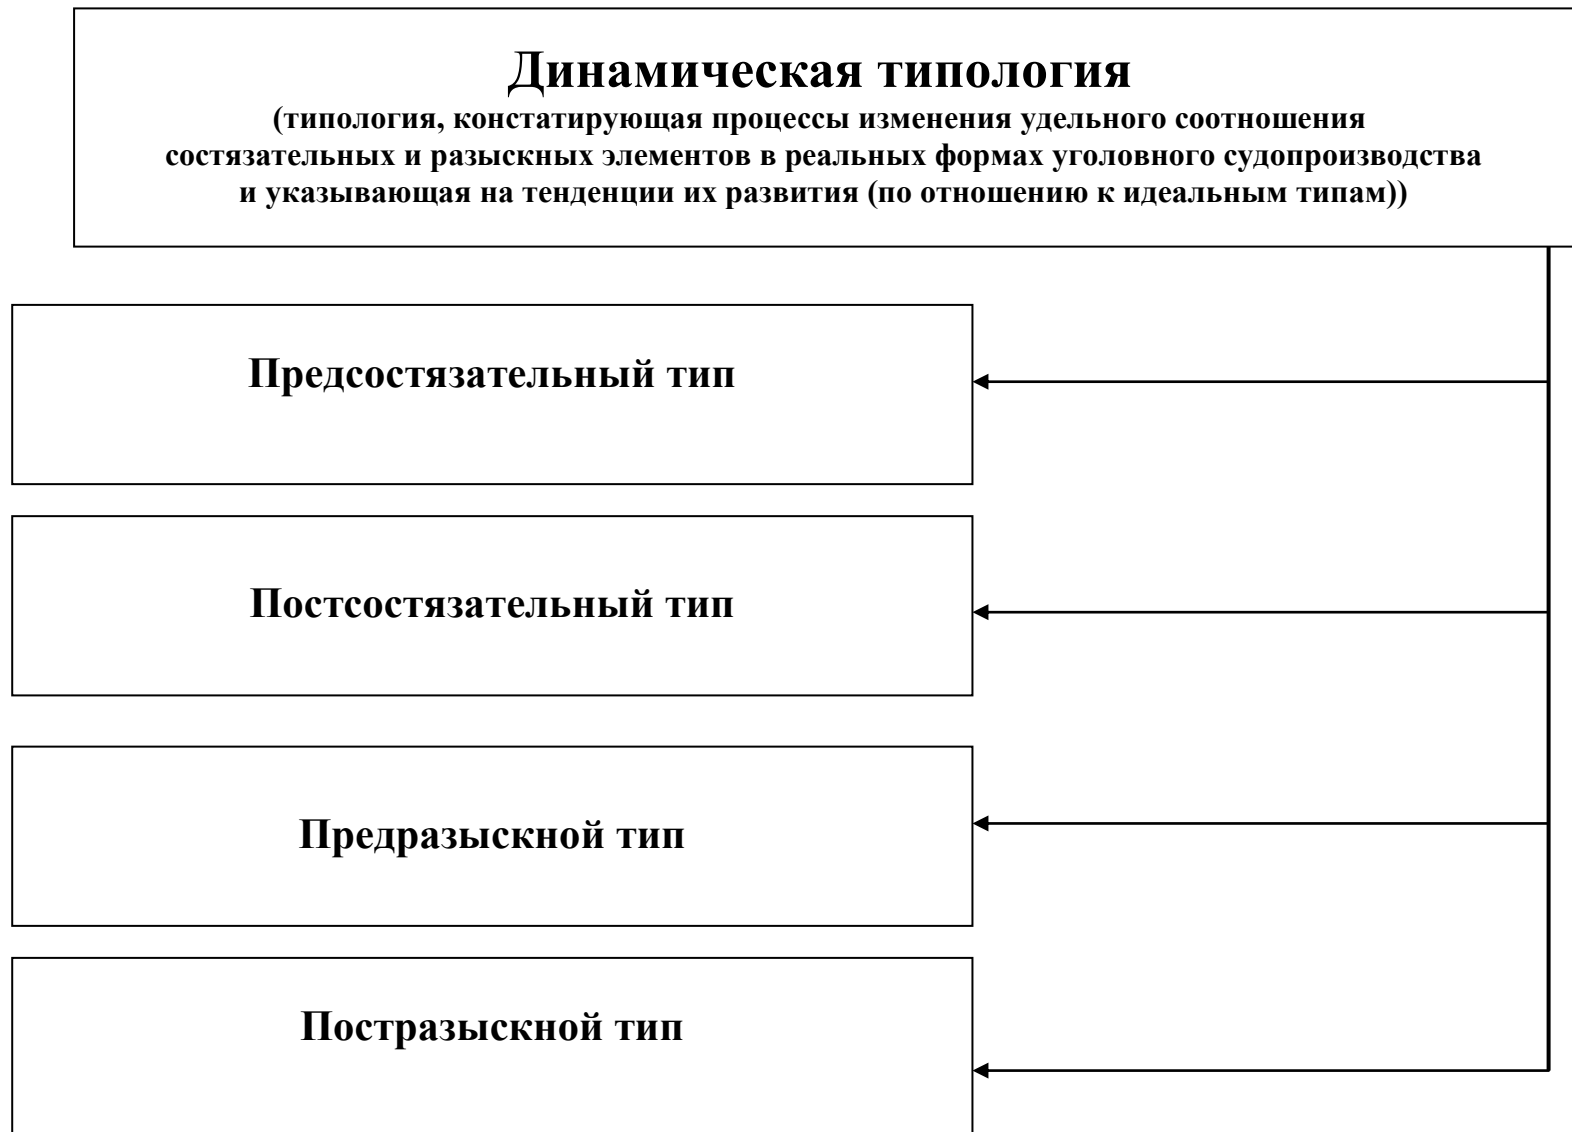 Динамическая типология
(типология, констатирующая процессы изменения удельного соотношения
состязательных и разыскных элементов в реальных формах уголовного судопроизводства
и указывающая на тенденции их развития (по отношению к идеальным типам))
Предсостязательный тип
Постсостязательный тип
Предразыскной тип
Постразыскной тип